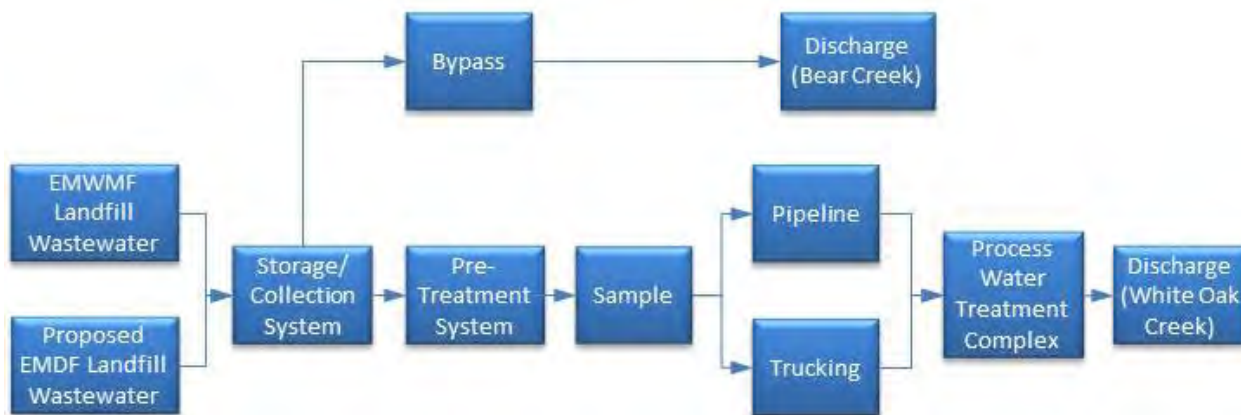 Bypass
Discharge
(Bear Creek)
EMWMF
Landfill
Wastewater
Proposed
EMDF Landfill
Wastewater
Storage/
Collection
System
Pre-
Treatment
System
Sample
Pipeline
Trucking
Process
Water
Treatment
Complex
Discharge
(White Oak
Creek)